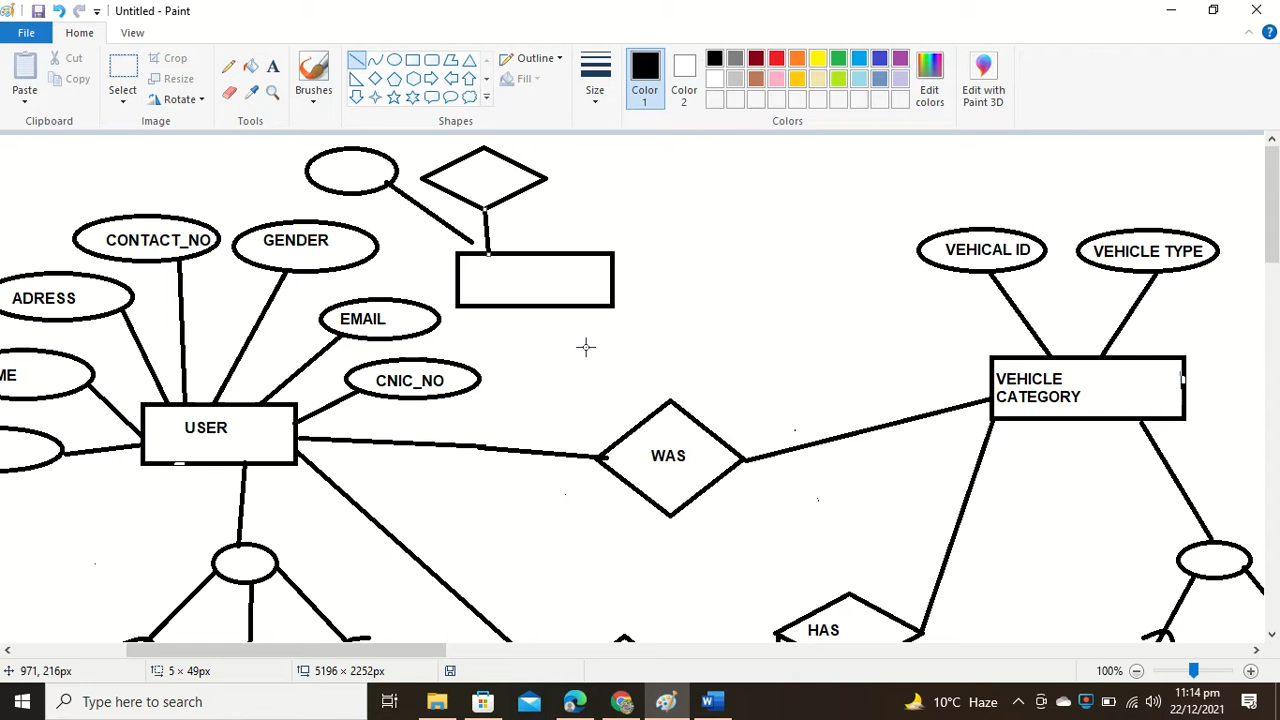 Untitled - Paint
File
Home
View
Paste
Cut
Copy
Clipboard
Select
Crop
Resize
Rotate
Image
Tools
Brushes
Shapes
Outline
Fill
Size
Color
1
Color
2
Edit
colors
Colors
Edit with
Paint 3D
CONTACT_NO
GENDER
ADRESS
EMAIL
ME
CNIC_NO
USER
WAS
VEHICAL ID
VEHICLE TYPE
VEHICLE
CATEGORY
HAS
971, 216px
5 × 49px
5196 × 2252px
100%
Type here to search
10°C Haze
11:14 pm
22/12/2021